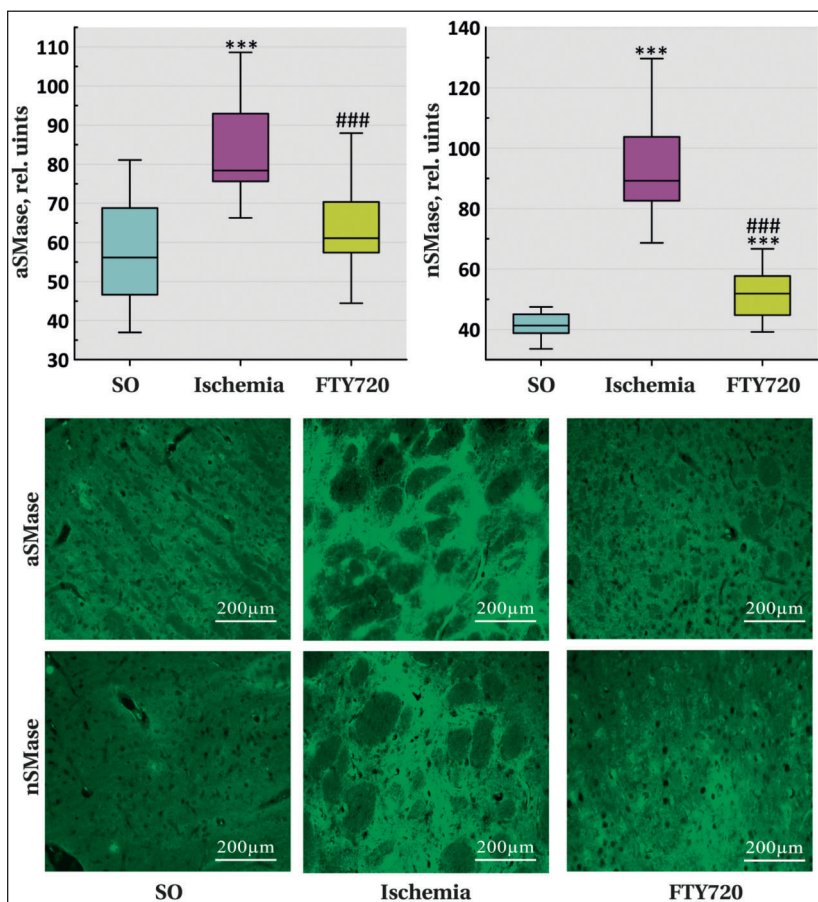 aSMase, rel. uints
110
100
90
80
70
60
50
40
30
***
###
SO Ischemia FTY720
nSMase, rel. uints
140
120
100
80
60
40
***
###
***
SO Ischemia FTY720
aSMase
200µm 200µm 200µm
nSMase
200µm 200µm 200µm
SO Ischemia FTY720